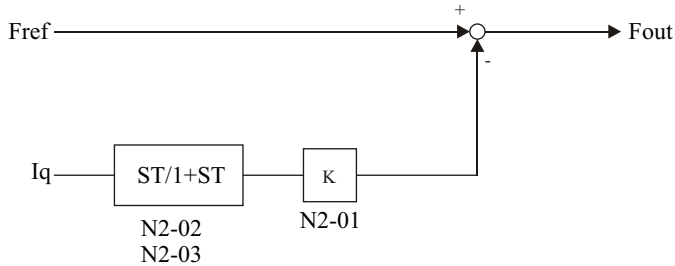 +
Fref
Fout
-
Iq
ST/1+ST
K
N2-02
N2-03
N2-01